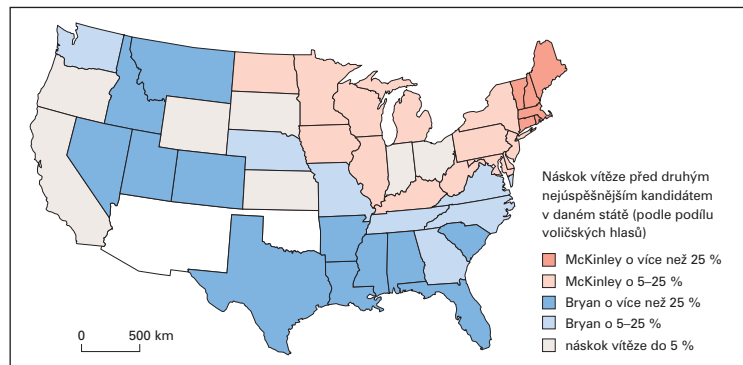 Náskok vítěze před druhým
nejúspěšnějším kandidátem
v daném státě (podle podílu
voličských hlasů)
McKinley o více než 25 %
McKinley o 5–25 %
Bryan o více než 25 %
Bryan o 5–25 %
náskok vítěze do 5 %
0 500 km